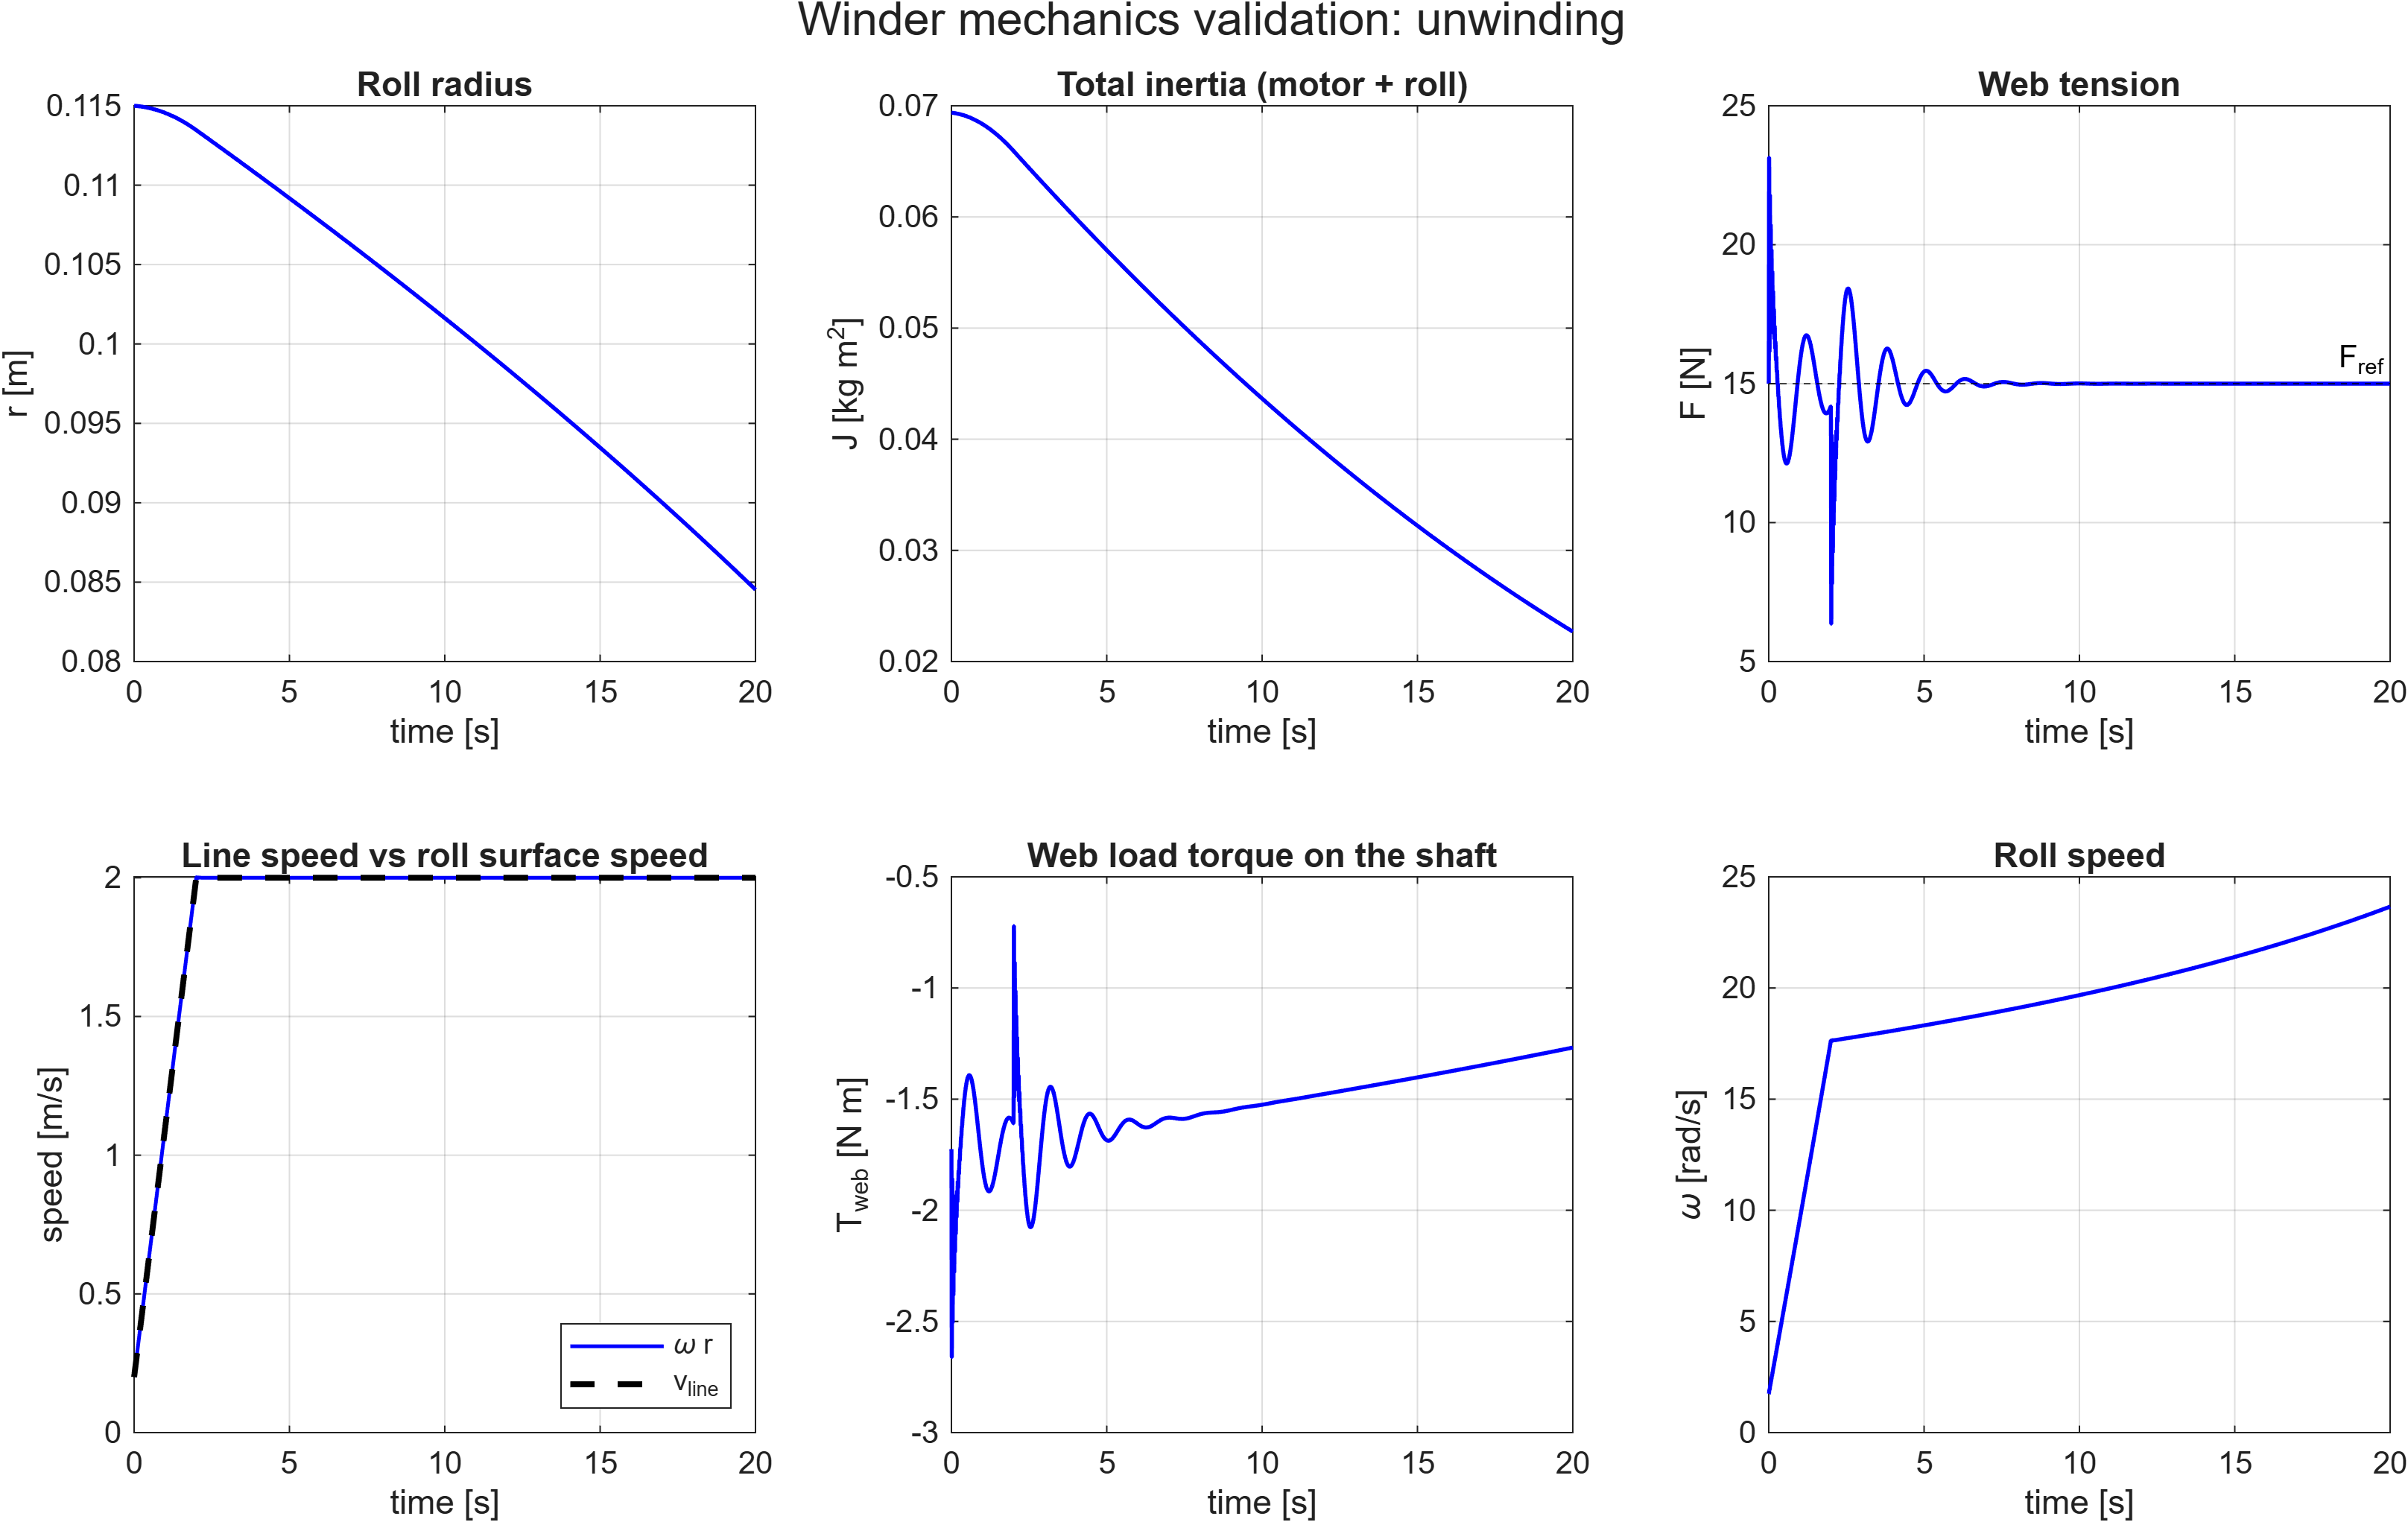 Winder mechanics validation: unwinding
Roll radius
0.115
0.11
0.105
0.1
0.095
0.09
0.085
0.08
r [m]
0 5 10 15 20
time [s]
Total inertia (motor + roll)
0.07
0.06
0.05
0.04
0.03
0.02
J [kg m²]
0 5 10 15 20
time [s]
Web tension
25
20
15
10
5
F [N]
F_ref
0 5 10 15 20
time [s]
Line speed vs roll surface speed
2
1.5
1
0.5
0
speed [m/s]
ω r
v_line
0 5 10 15 20
time [s]
Web load torque on the shaft
-0.5
-1
-1.5
-2
-2.5
-3
T_web [N m]
0 5 10 15 20
time [s]
Roll speed
25
20
15
10
5
0
ω [rad/s]
0 5 10 15 20
time [s]